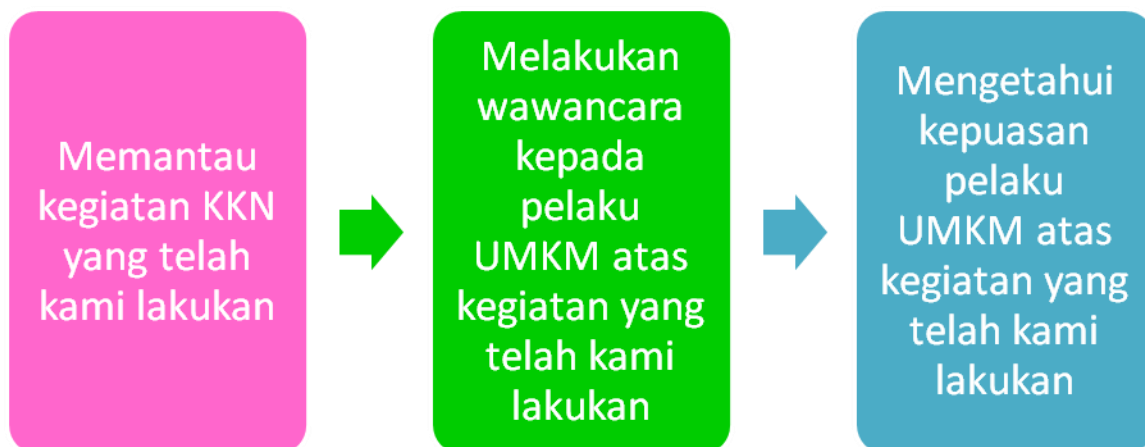 Memantau
kegiatan KKN
yang telah
kami lakukan
Melakukan
wawancara
kepada
pelaku
UMKM atas
kegiatan yang
telah kami
lakukan
Mengetahui
kepuasan
pelaku
UMKM atas
kegiatan yang
telah kami
lakukan